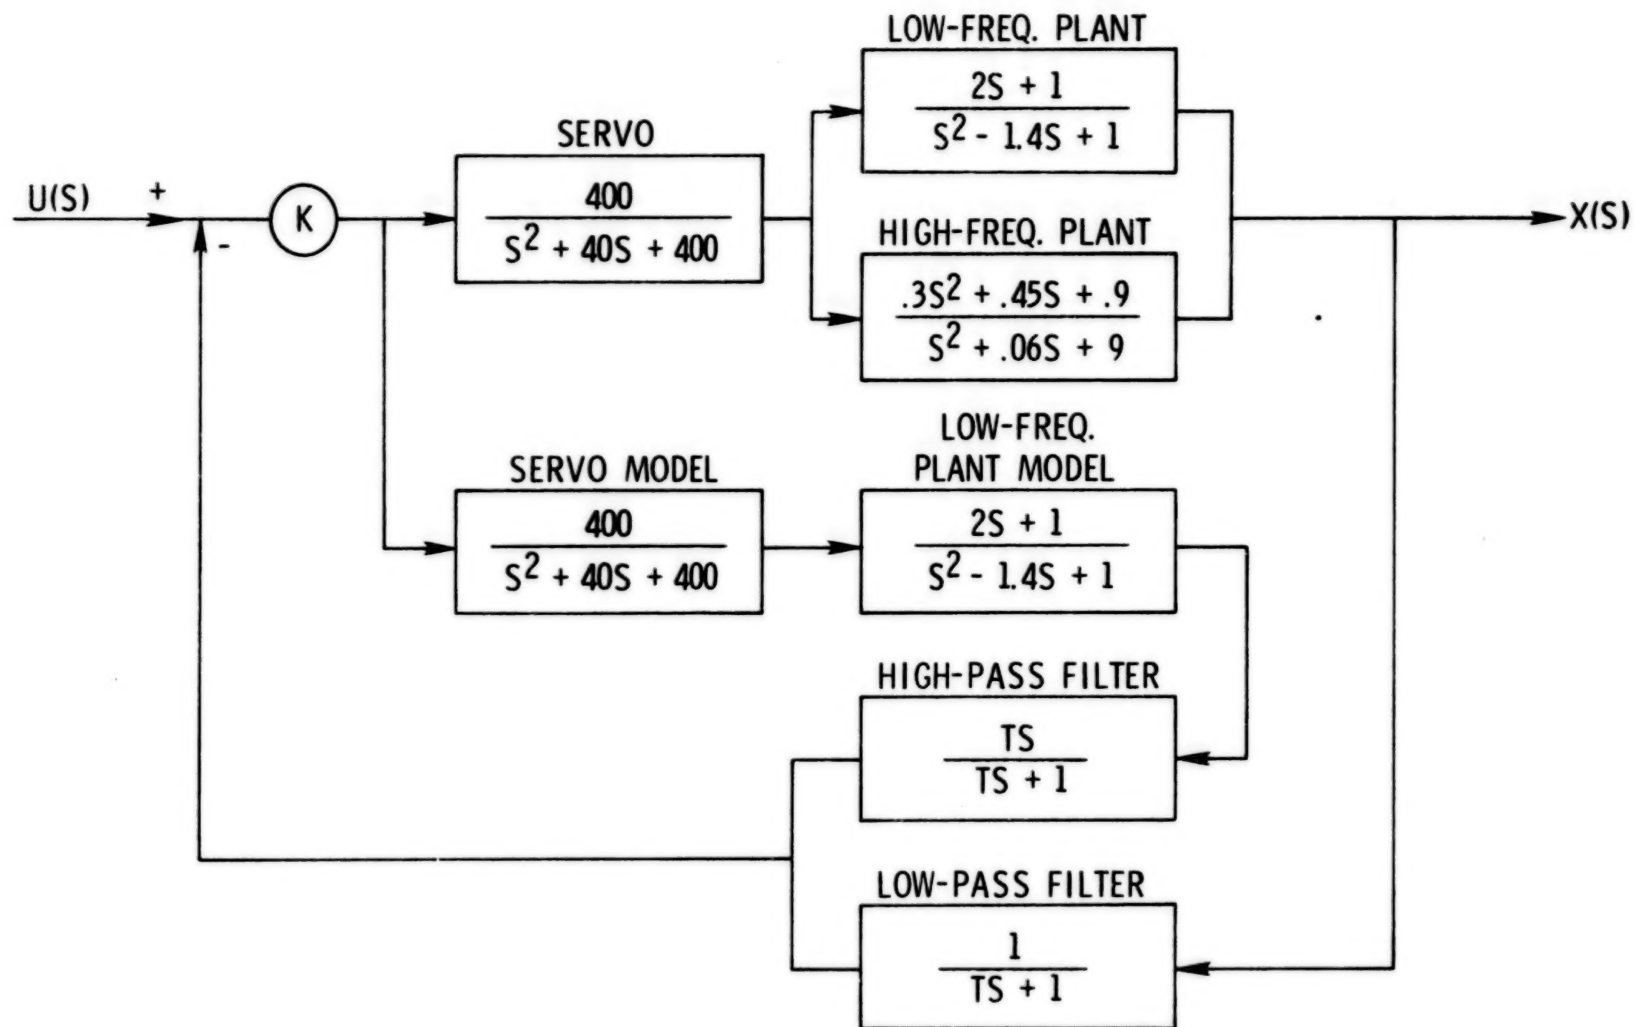 LOW-FREQ. PLANT
2S + 1
S² - 1.4S + 1
SERVO
400
S² + 40S + 400
U(S)
+
-
K
HIGH-FREQ. PLANT
.3S² + .45S + .9
S² + .06S + 9
X(S)
LOW-FREQ.
PLANT MODEL
SERVO MODEL
400
S² + 40S + 400
2S + 1
S² - 1.4S + 1
HIGH-PASS FILTER
TS
TS + 1
LOW-PASS FILTER
1
TS + 1